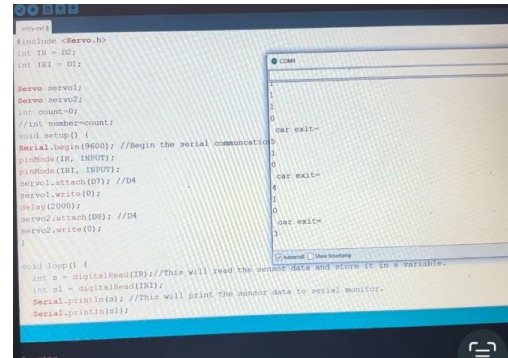 entry exit §
#include <Servo.h>
int IR = D2;
int IR1 = D1;
Servo servo1;
Servo servo2;
int count=0;
//int number=count;
void setup() {
Serial.begin(9600); //Begin the serial communcatio
pinMode(IR, INPUT);
pinMode(IR1, INPUT);
servo1.attach(D7); //D4
servo1.write(0);
delay(2000);
servo2.attach(D8); //D4
servo2.write(0);
}
void loop() {
int s = digitalRead(IR);//This will read the sensor data and store it in a variable.
int s1 = digitalRead(IR1);
Serial.println(s); //This will print the sensor data to serial monitor.
Serial.println(s1);
COM4
1
1
1
0
car exit=
5
1
0
car exit=
4
1
0
car exit=
3
Autoscroll Show timestamp